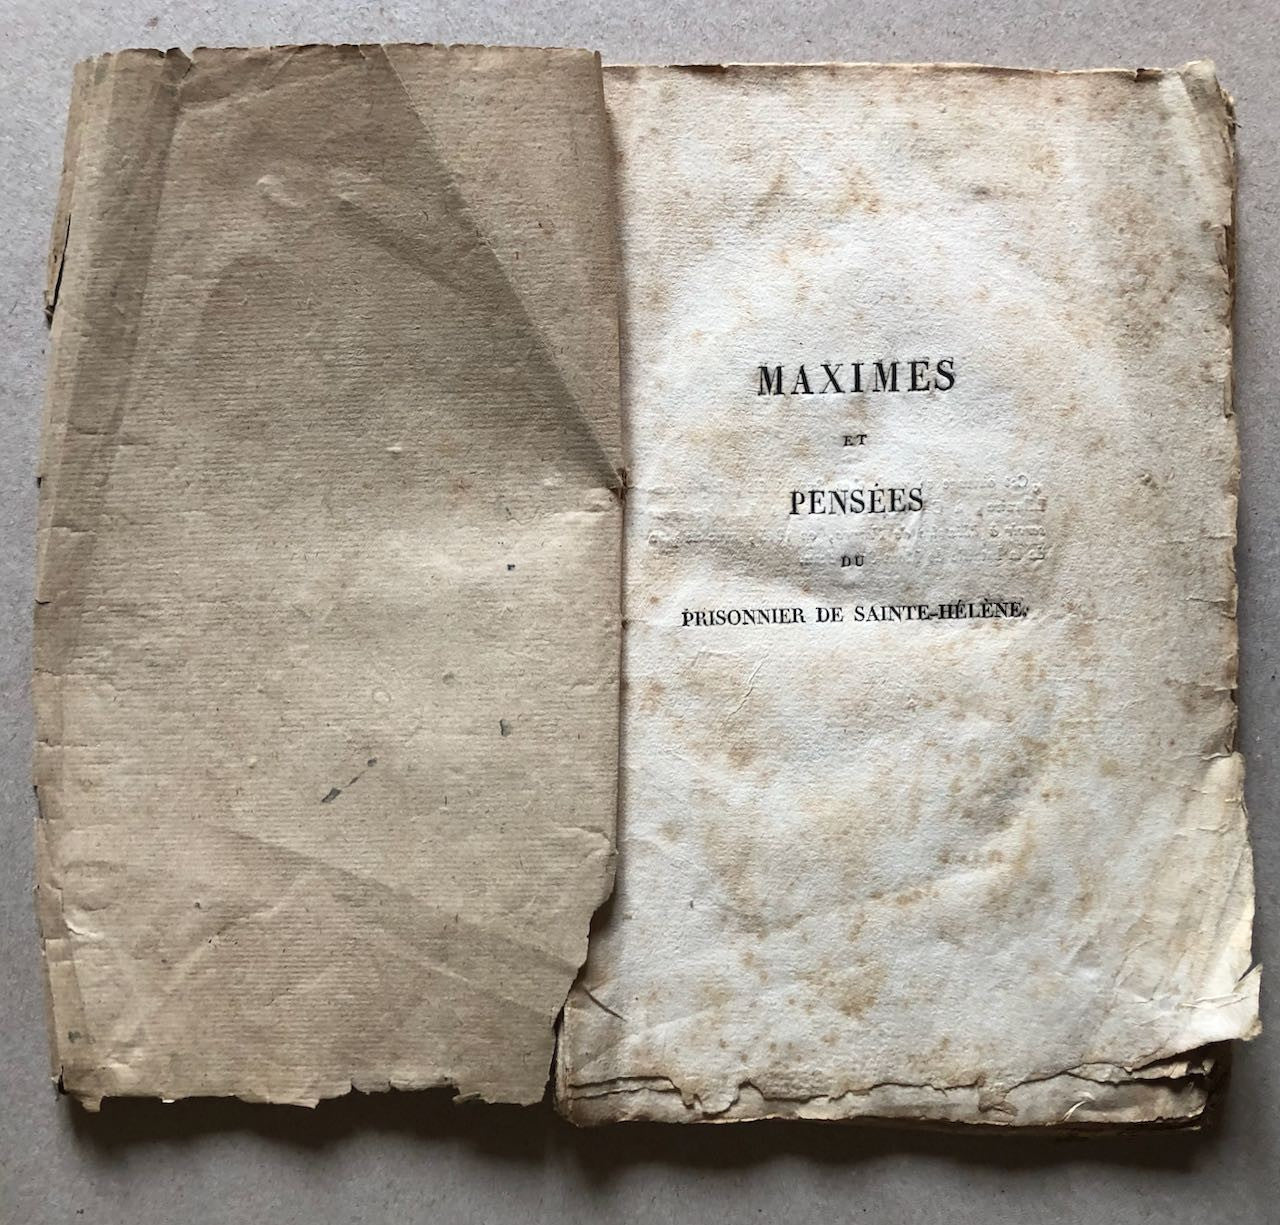 MAXIMES
ET
PENSÉES
DU
PRISONNIER DE SAINTE-HÉLÈNE.